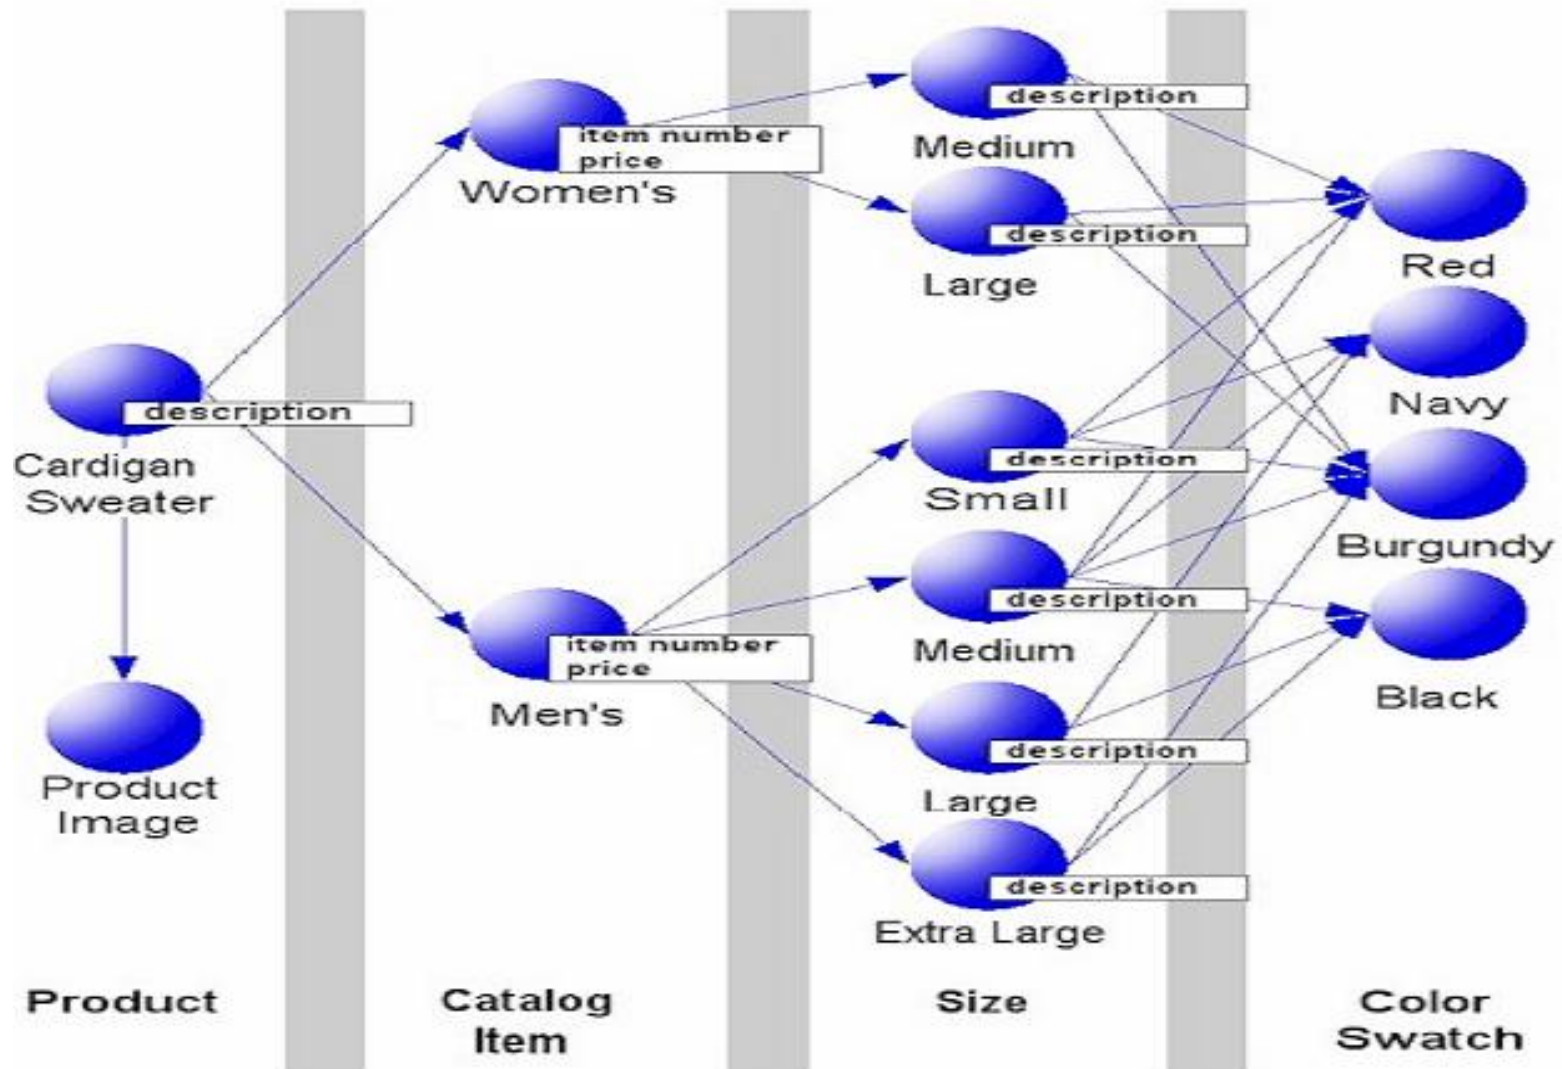 description
Cardigan
Sweater
Product
Image
Product
item number
price
Women's
item number
price
Men's
Catalog
Item
description
Medium
description
Large
description
Small
description
Medium
description
Large
description
Extra Large
Size
Red
Navy
Burgundy
Black
Color
Swatch